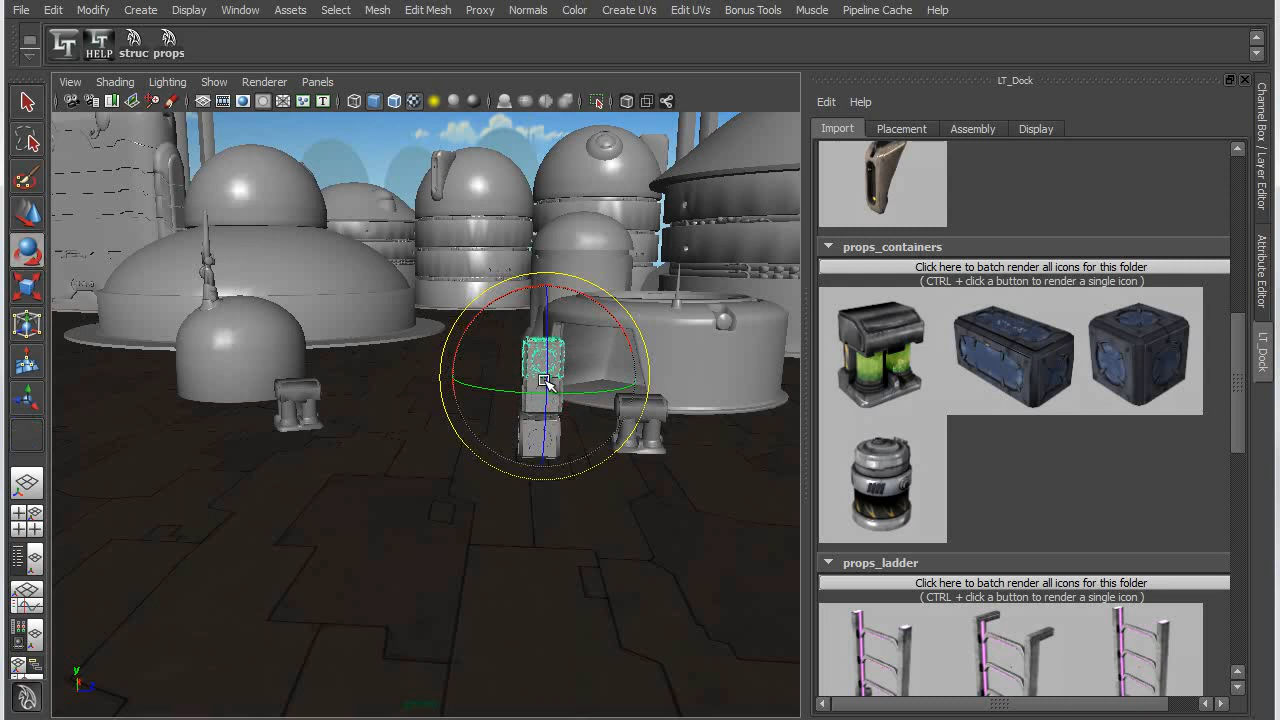 File Edit Modify Create Display Window Assets Select Mesh Edit Mesh Proxy Normals Color Create UVs Edit UVs Bonus Tools Muscle Pipeline Cache Help
LT LT HELP struc props
View Shading Lighting Show Renderer Panels
LT_Dock
Edit Help
Import Placement Assembly Display
props_containers
Click here to batch render all icons for this folder
( CTRL + click a button to render a single icon )
props_ladder
Click here to batch render all icons for this folder
( CTRL + click a button to render a single icon )
Channel Box / Layer Editor
Attribute Editor
LT_Dock
y